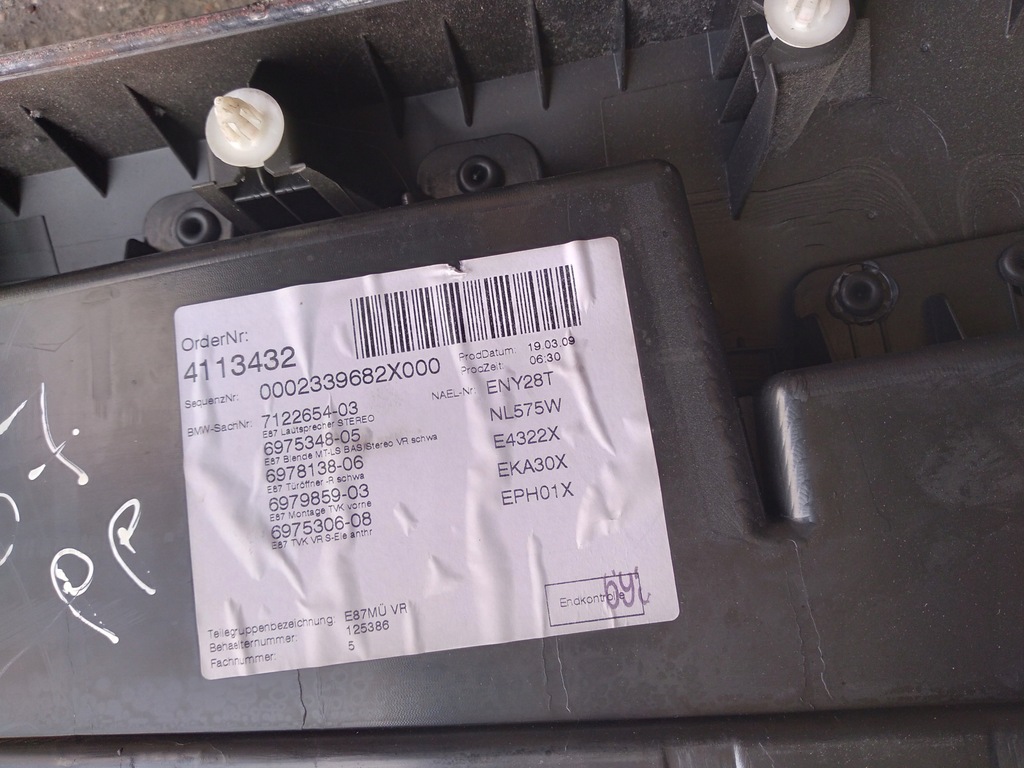 OrderNr:
4113432
SequenzNr: 0002339682X000
ProdDatum: 19.03.09
ProdZeit: 06:30
BMW-SachNr: 7122654-03
E87 Lautsprecher STEREO
6975348-05
E87 Blende MT-LS BAS/Stereo VR schwa
6978138-06
E87 Türöffner -R schwa
6979859-03
E87 Montage TVK vorne
6975306-08
E87 TVK VR S-Ele anthr
NAEL-Nr: ENY28T
NL575W
E4322X
EKA30X
EPH01X
Teilegruppenbezeichnung: E87MÜ VR
Behaelternummer: 125386
Fachnummer: 5
Endkontrolle
PP